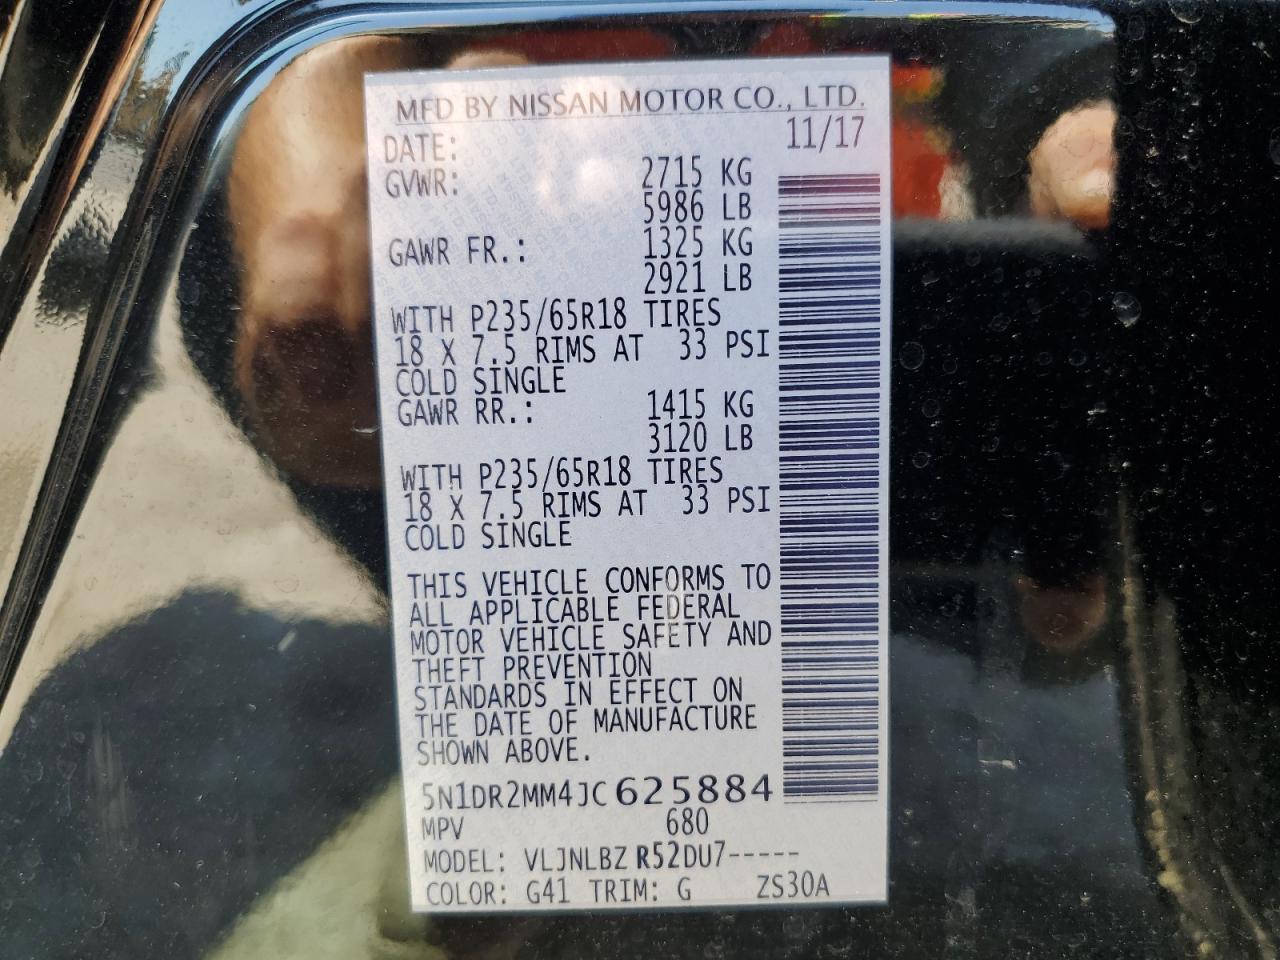 MFD BY NISSAN MOTOR CO., LTD.
DATE: 11/17
GVWR: 2715 KG
5986 LB
GAWR FR.: 1325 KG
2921 LB
WITH P235/65R18 TIRES
18 X 7.5 RIMS AT 33 PSI
COLD SINGLE
GAWR RR.: 1415 KG
3120 LB
WITH P235/65R18 TIRES
18 X 7.5 RIMS AT 33 PSI
COLD SINGLE
THIS VEHICLE CONFORMS TO
ALL APPLICABLE FEDERAL
MOTOR VEHICLE SAFETY AND
THEFT PREVENTION
STANDARDS IN EFFECT ON
THE DATE OF MANUFACTURE
SHOWN ABOVE.
5N1DR2MM4JC625884
MPV 680
MODEL: VLJNLBZ R52DU7-----
COLOR: G41 TRIM: G ZS30A